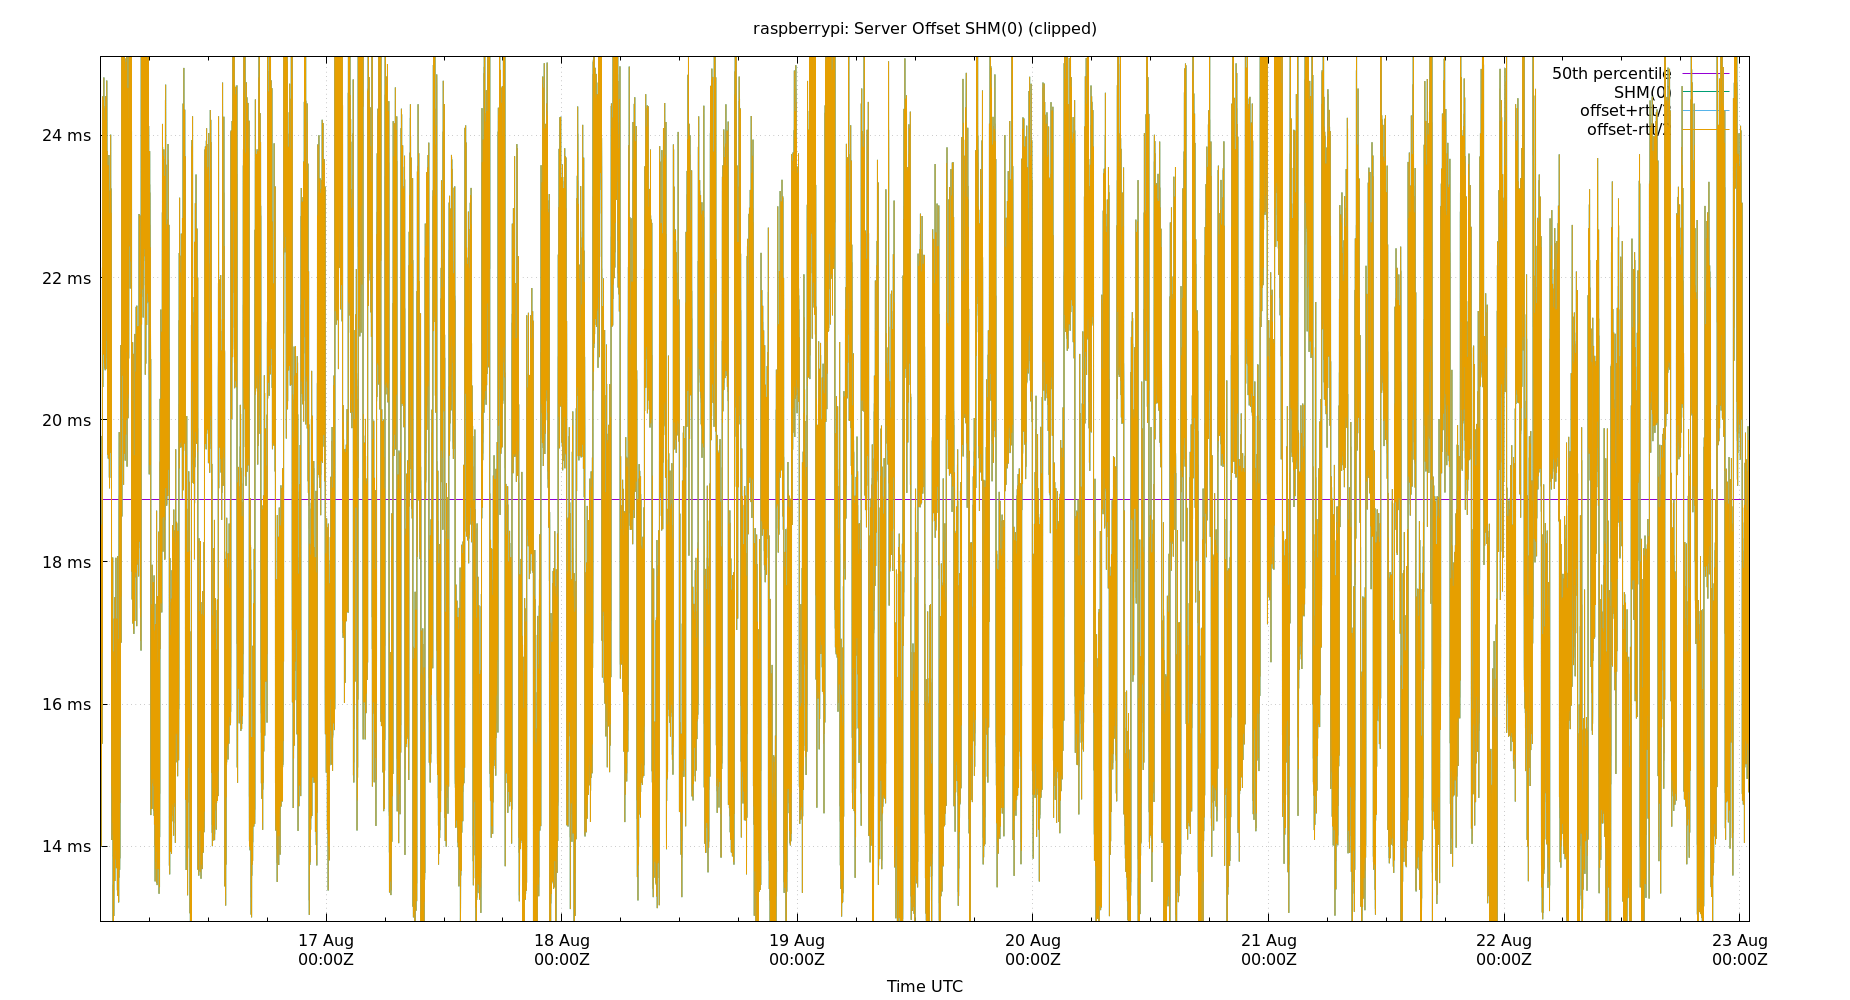 raspberrypi: Server Offset SHM(0) (clipped)
50th percentile
SHM(0)
offset+rtt/2
offset-rtt/2
24 ms
22 ms
20 ms
18 ms
16 ms
14 ms
17 Aug 18 Aug 19 Aug 20 Aug 21 Aug 22 Aug 23 Aug
00:00Z 00:00Z 00:00Z 00:00Z 00:00Z 00:00Z 00:00Z
Time UTC